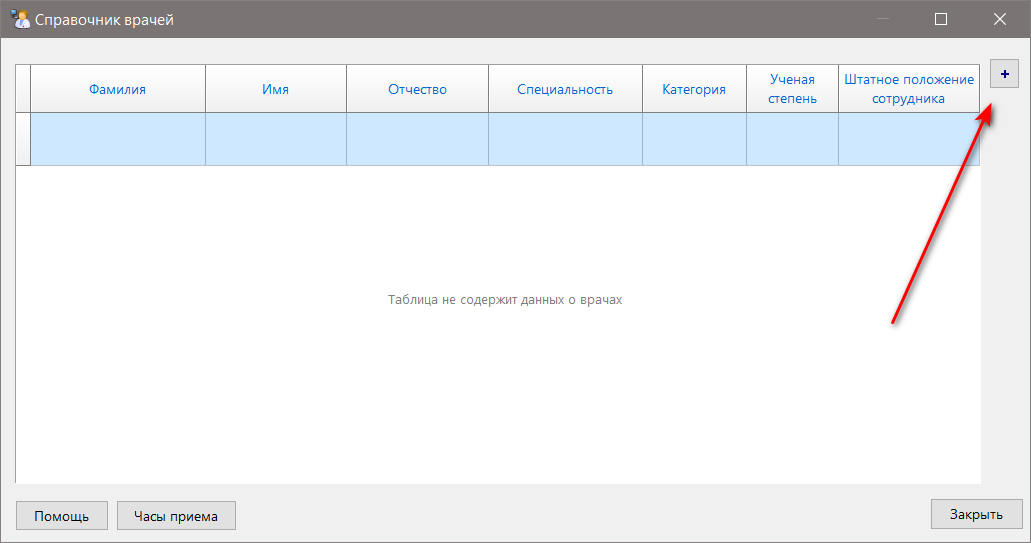 Справочник врачей
Фамилия
Имя
Отчество
Специальность
Категория
Ученая
степень
Штатное положение
сотрудника
+
Таблица не содержит данных о врачах
Помощь
Часы приема
Закрыть